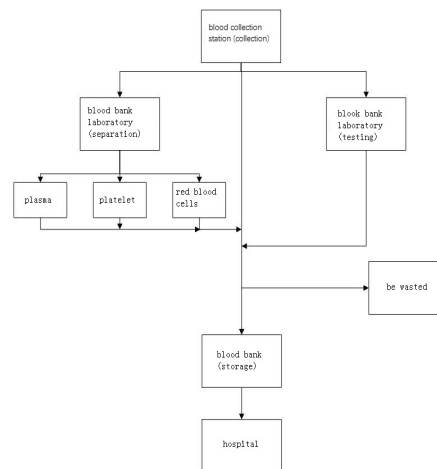 blood collection
station (collection)
blood bank
laboratory
(separation)
blook bank
laboratory
(testing)
plasma
platelet
red blood
cells
be wasted
blood bank
(storage)
hospital